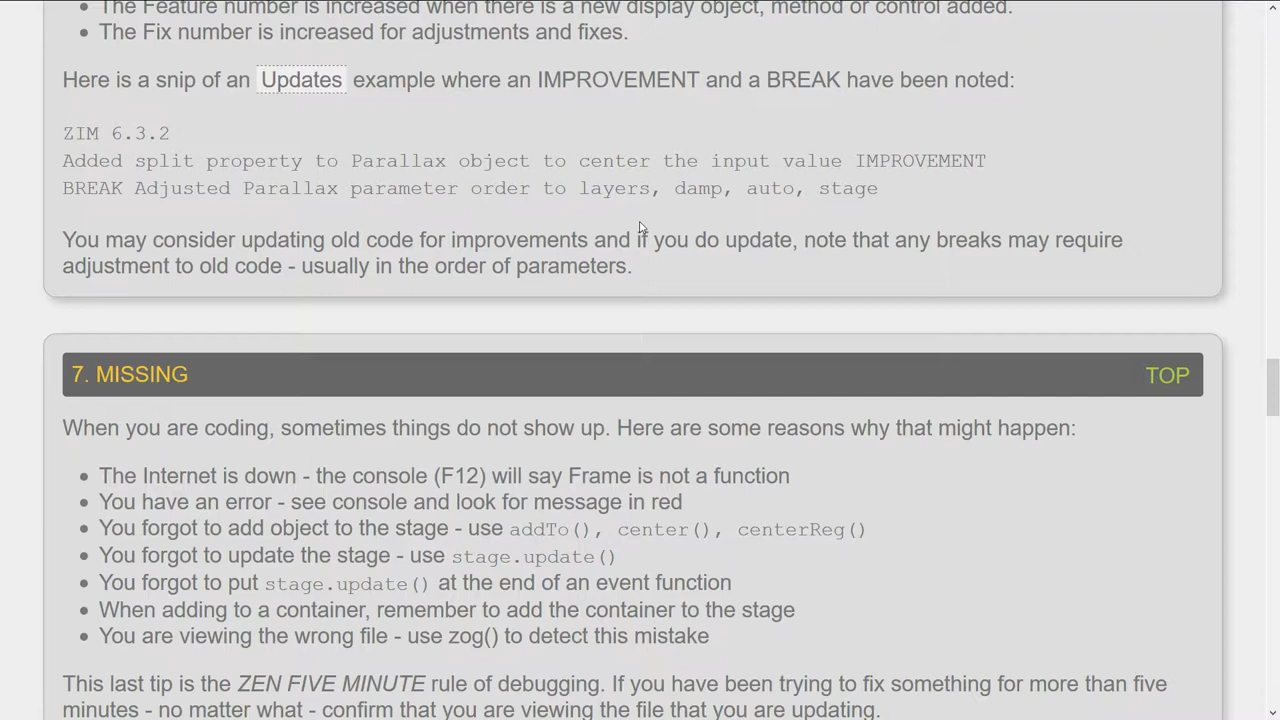 The Feature number is increased when there is a new display object, method or control added.
The Fix number is increased for adjustments and fixes.
Here is a snip of an Updates example where an IMPROVEMENT and a BREAK have been noted:
ZIM 6.3.2
Added split property to Parallax object to center the input value IMPROVEMENT
BREAK Adjusted Parallax parameter order to layers, damp, auto, stage
You may consider updating old code for improvements and if you do update, note that any breaks may require
adjustment to old code - usually in the order of parameters.
7. MISSING TOP
When you are coding, sometimes things do not show up. Here are some reasons why that might happen:
The Internet is down - the console (F12) will say Frame is not a function
You have an error - see console and look for message in red
You forgot to add object to the stage - use addTo(), center(), centerReg()
You forgot to update the stage - use stage.update()
You forgot to put stage.update() at the end of an event function
When adding to a container, remember to add the container to the stage
You are viewing the wrong file - use zog() to detect this mistake
This last tip is the ZEN FIVE MINUTE rule of debugging. If you have been trying to fix something for more than five
minutes - no matter what - confirm that you are viewing the file that you are updating.